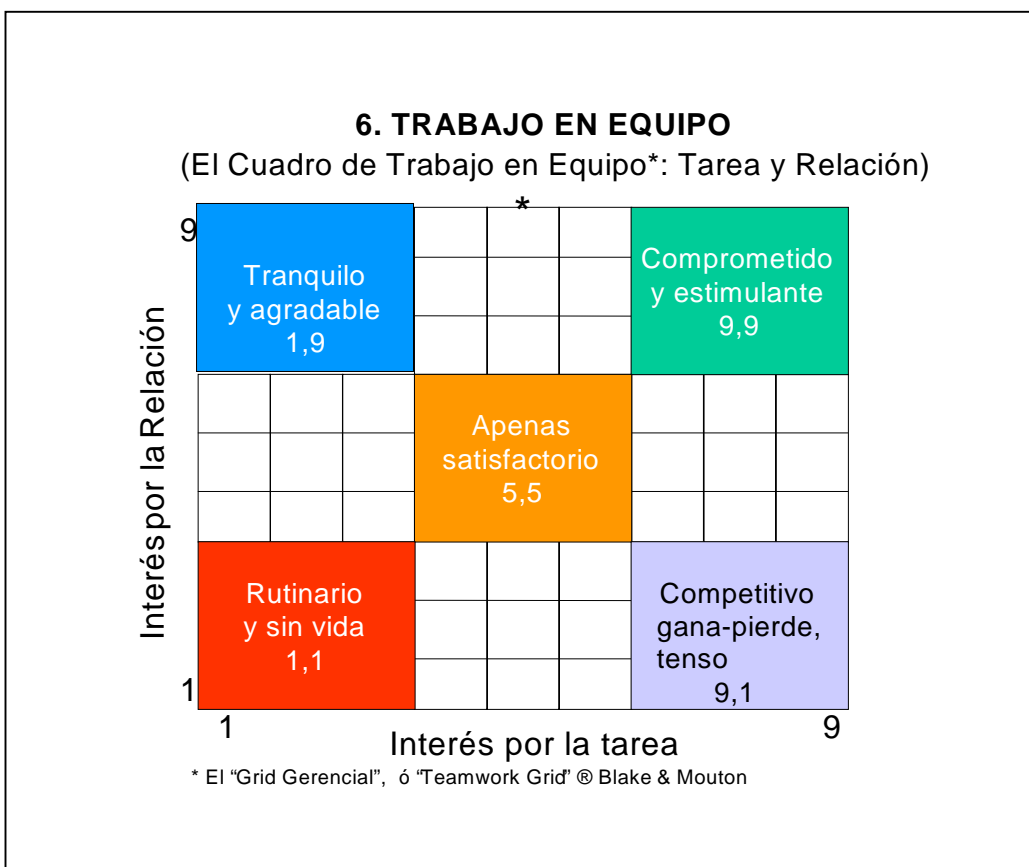 6. TRABAJO EN EQUIPO
(El Cuadro de Trabajo en Equipo*: Tarea y Relación)
*
9
Tranquilo
y agradable
1,9
Comprometido
y estimulante
9,9
Interés por la Relación
Apenas
satisfactorio
5,5
Rutinario
y sin vida
1,1
Competitivo
gana-pierde,
tenso
9,1
1
1
9
Interés por la tarea
* El “Grid Gerencial”, ó “Teamwork Grid” ® Blake & Mouton